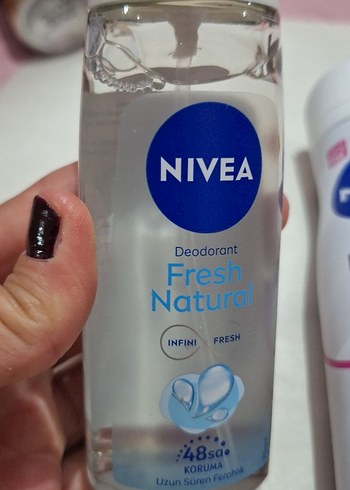 NIVEA
Deodorant
Fresh
Natural
INFINI FRESH
48sa
KORUMA
Uzun Süren Ferahlık